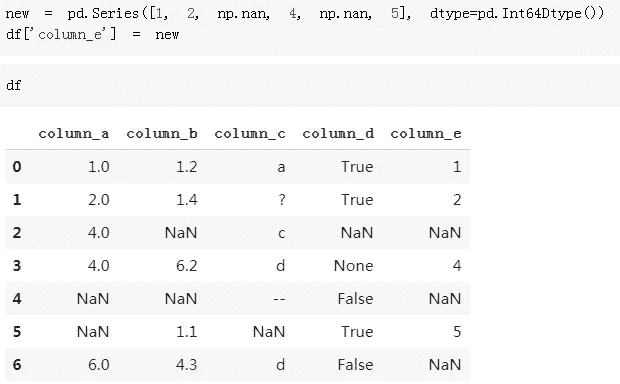 new = pd.Series([1, 2, np.nan, 4, np.nan, 5], dtype=pd.Int64Dtype())
df['column_e'] = new
df
column_a column_b column_c column_d column_e
0 1.0 1.2 a True 1
1 2.0 1.4 ? True 2
2 4.0 NaN c NaN NaN
3 4.0 6.2 d None 4
4 NaN NaN -- False NaN
5 NaN 1.1 NaN True 5
6 6.0 4.3 d False NaN